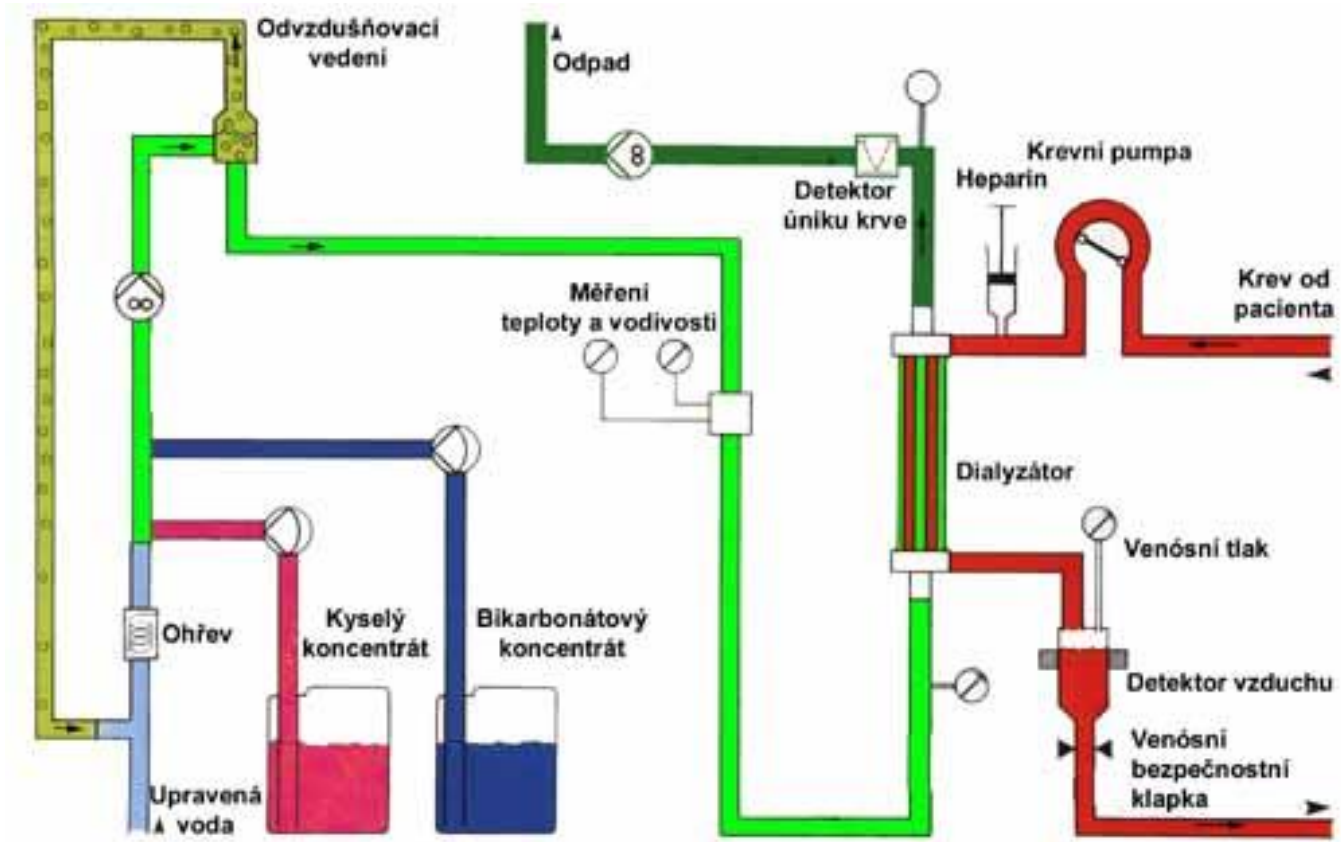 Odvzdušňovací
vedení
Odpad
Krevní pumpa
Heparin
Detektor
úniku krve
Krev od
pacienta
Měření
teploty a vodivosti
Dialyzátor
Venósní tlak
Ohřev
Kyselý
koncentrát
Bikarbonátový
koncentrát
Detektor vzduchu
Venósní
bezpečnostní
klapka
Upravená
voda